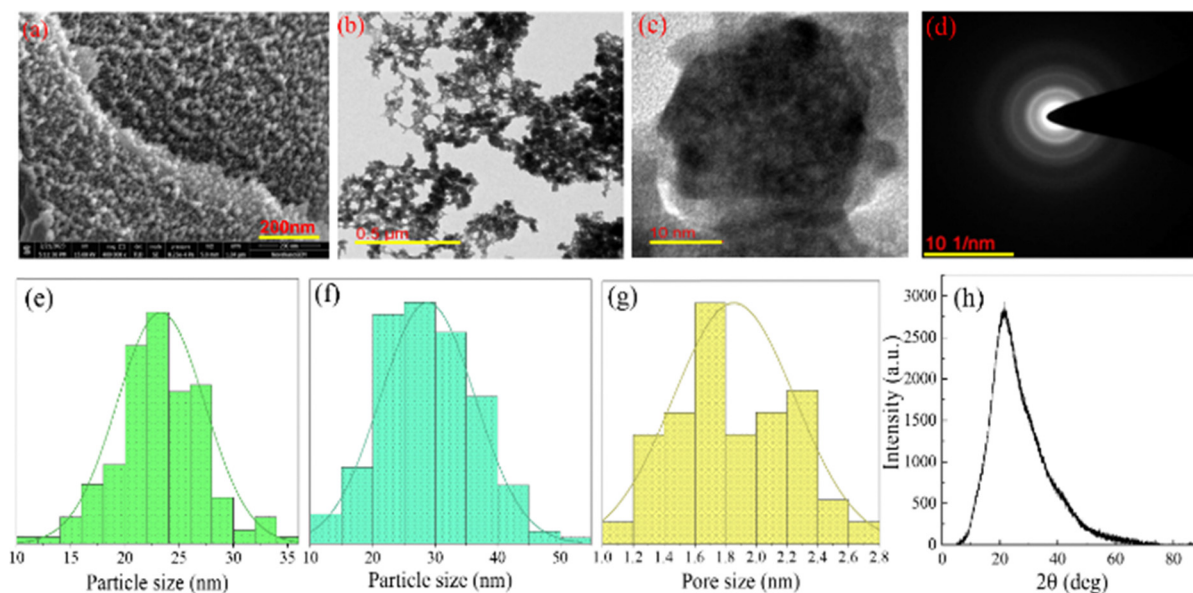 (a)
200nm
(b)
0.5 µm
(c)
10 nm
(d)
10 1/nm
(e)
10 15 20 25 30 35
Particle size (nm)
(f)
10 20 30 40 50
Particle size (nm)
(g)
1.0 1.2 1.4 1.6 1.8 2.0 2.2 2.4 2.6 2.8
Pore size (nm)
(h)
Intensity (a.u.)
3000
2500
2000
1500
1000
500
0
0 20 40 60 80
2θ (deg)